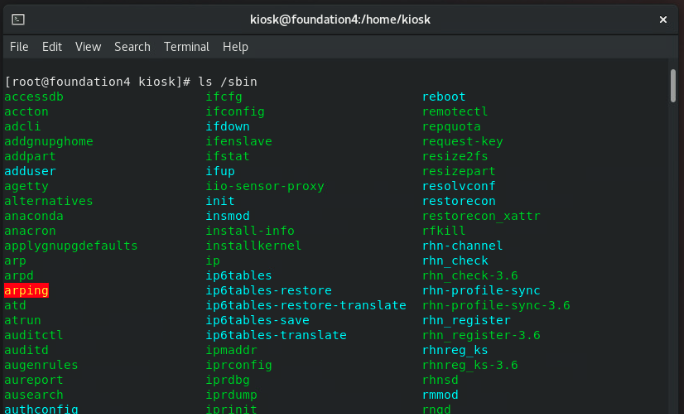 kiosk@foundation4:/home/kiosk
File Edit View Search Terminal Help
[root@foundation4 kiosk]# ls /sbin
accessdb ifcfg reboot
accton ifconfig remotectl
adcli ifdown repquota
addgnupghome ifenslave request-key
addpart ifstat resize2fs
adduser ifup resizepart
agetty iio-sensor-proxy resolvconf
alternatives init restorecon
anaconda insmod restorecon_xattr
anacron install-info rfkill
applygnupgdefaults installkernel rhn-channel
arp ip rhn_check
arpd ip6tables rhn_check-3.6
arping ip6tables-restore rhn-profile-sync
atd ip6tables-restore-translate rhn-profile-sync-3.6
atrun ip6tables-save rhn_register
auditctl ip6tables-translate rhn_register-3.6
auditd ipmaddr rhnreg_ks
augenrules iprconfig rhnreg_ks-3.6
aureport iprdbg rhnsd
ausearch iprdump rmmod
authconfig iprinit rngd